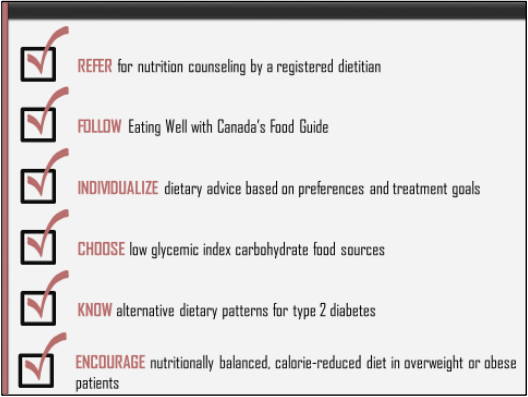 REFER for nutrition counseling by a registered dietitian
FOLLOW Eating Well with Canada's Food Guide
INDIVIDUALIZE dietary advice based on preferences and treatment goals
CHOOSE low glycemic index carbohydrate food sources
KNOW alternative dietary patterns for type 2 diabetes
ENCOURAGE nutritionally balanced, calorie-reduced diet in overweight or obese
patients